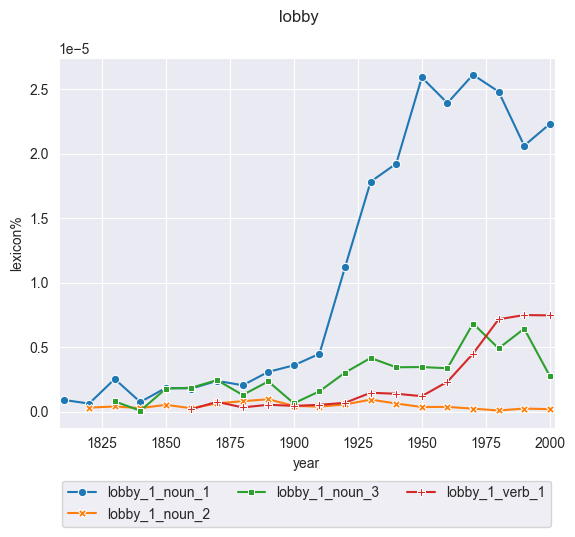 lobby
1e−5
2.5
2.0
1.5
1.0
0.5
0.0
lexicon%
1825 1850 1875 1900 1925 1950 1975 2000
year
lobby_1_noun_1 lobby_1_noun_3 lobby_1_verb_1
lobby_1_noun_2